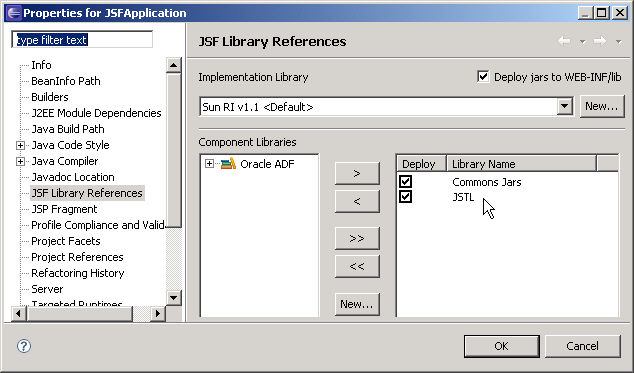 Properties for JSFApplication
type filter text
Info
BeanInfo Path
Builders
J2EE Module Dependencies
Java Build Path
Java Code Style
Java Compiler
Javadoc Location
JSF Library References
JSP Fragment
Profile Compliance and Valid
Project Facets
Project References
Refactoring History
Server
Targeted Runtimes
JSF Library References
Implementation Library
Deploy jars to WEB-INF/lib
Sun RI v1.1 <Default>
New...
Component Libraries
Oracle ADF
>
<
>>
<<
New...
Deploy Library Name
Commons Jars
JSTL
?
OK
Cancel